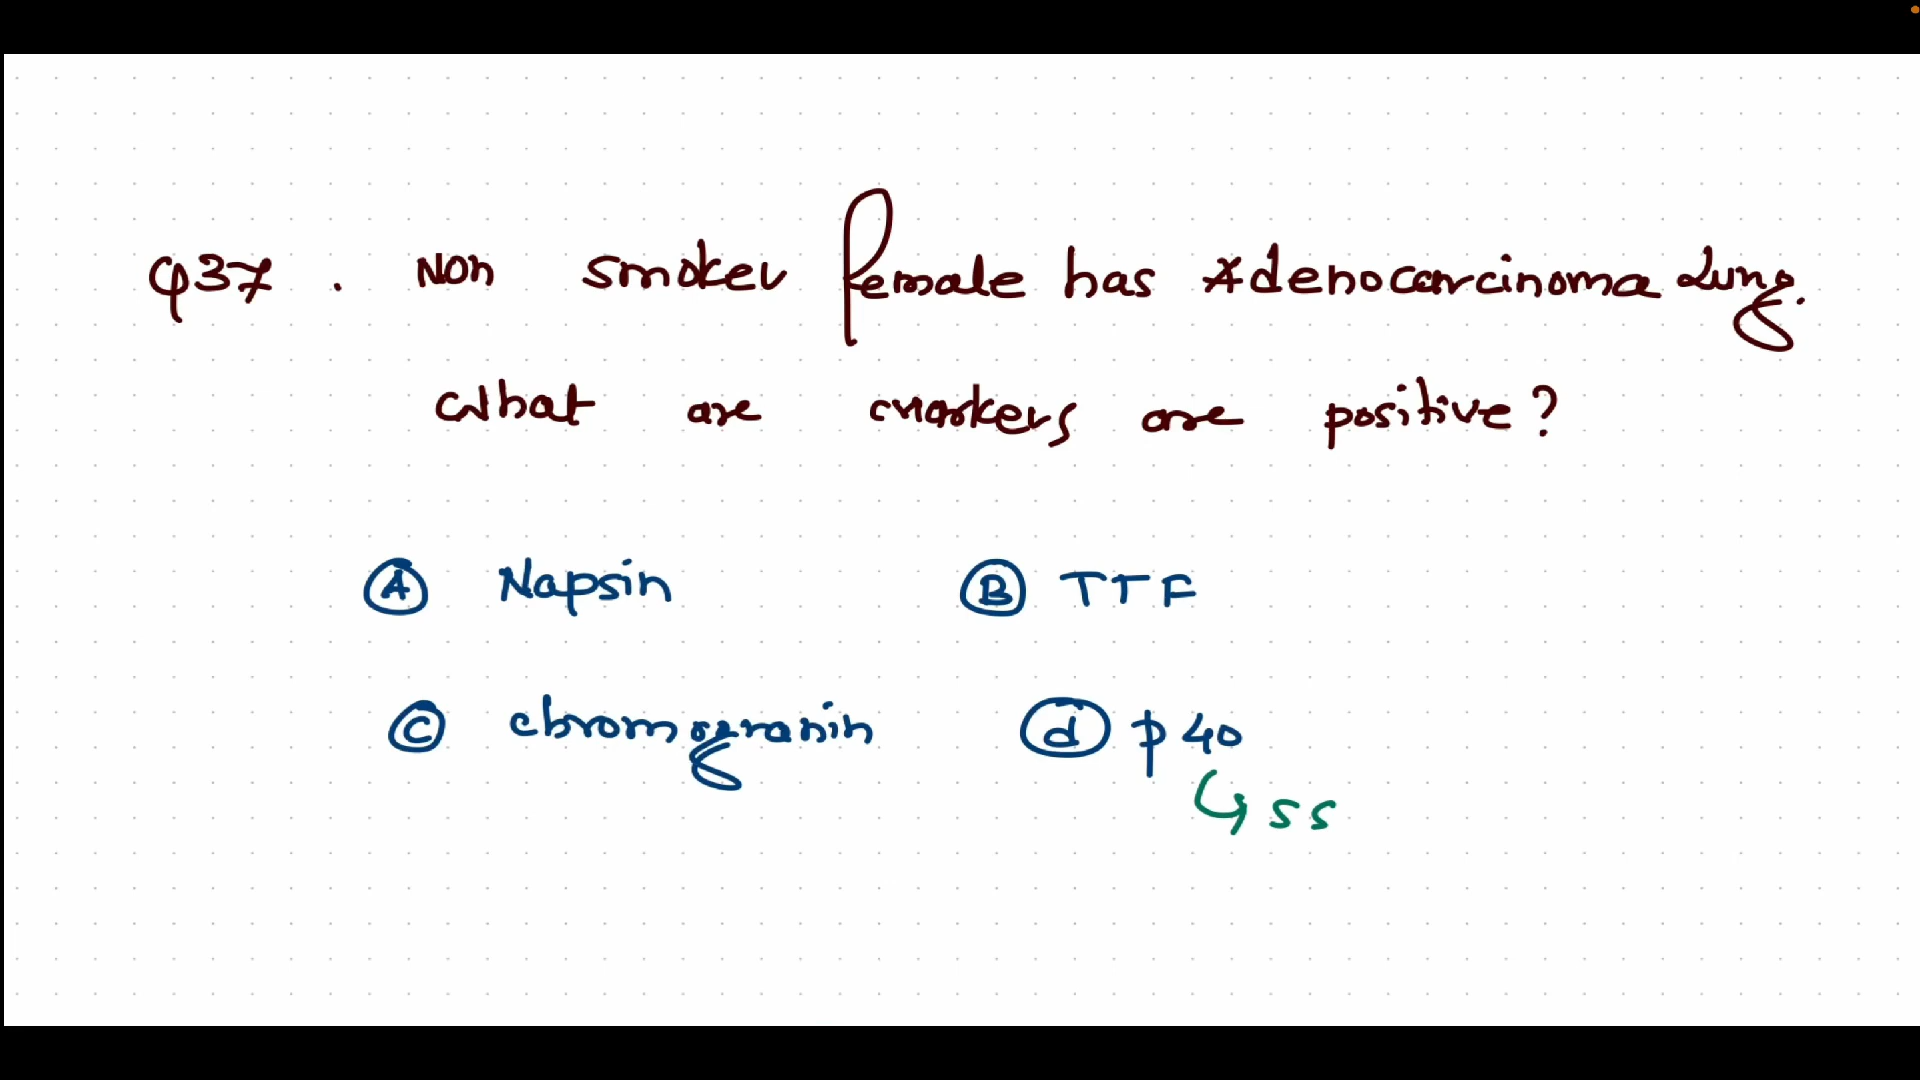 Q37. Non smoker female has Adenocarcinoma Lung.
What are markers are positive?
A Napsin
B TTF
C chromogranin
d p40
↳ ss